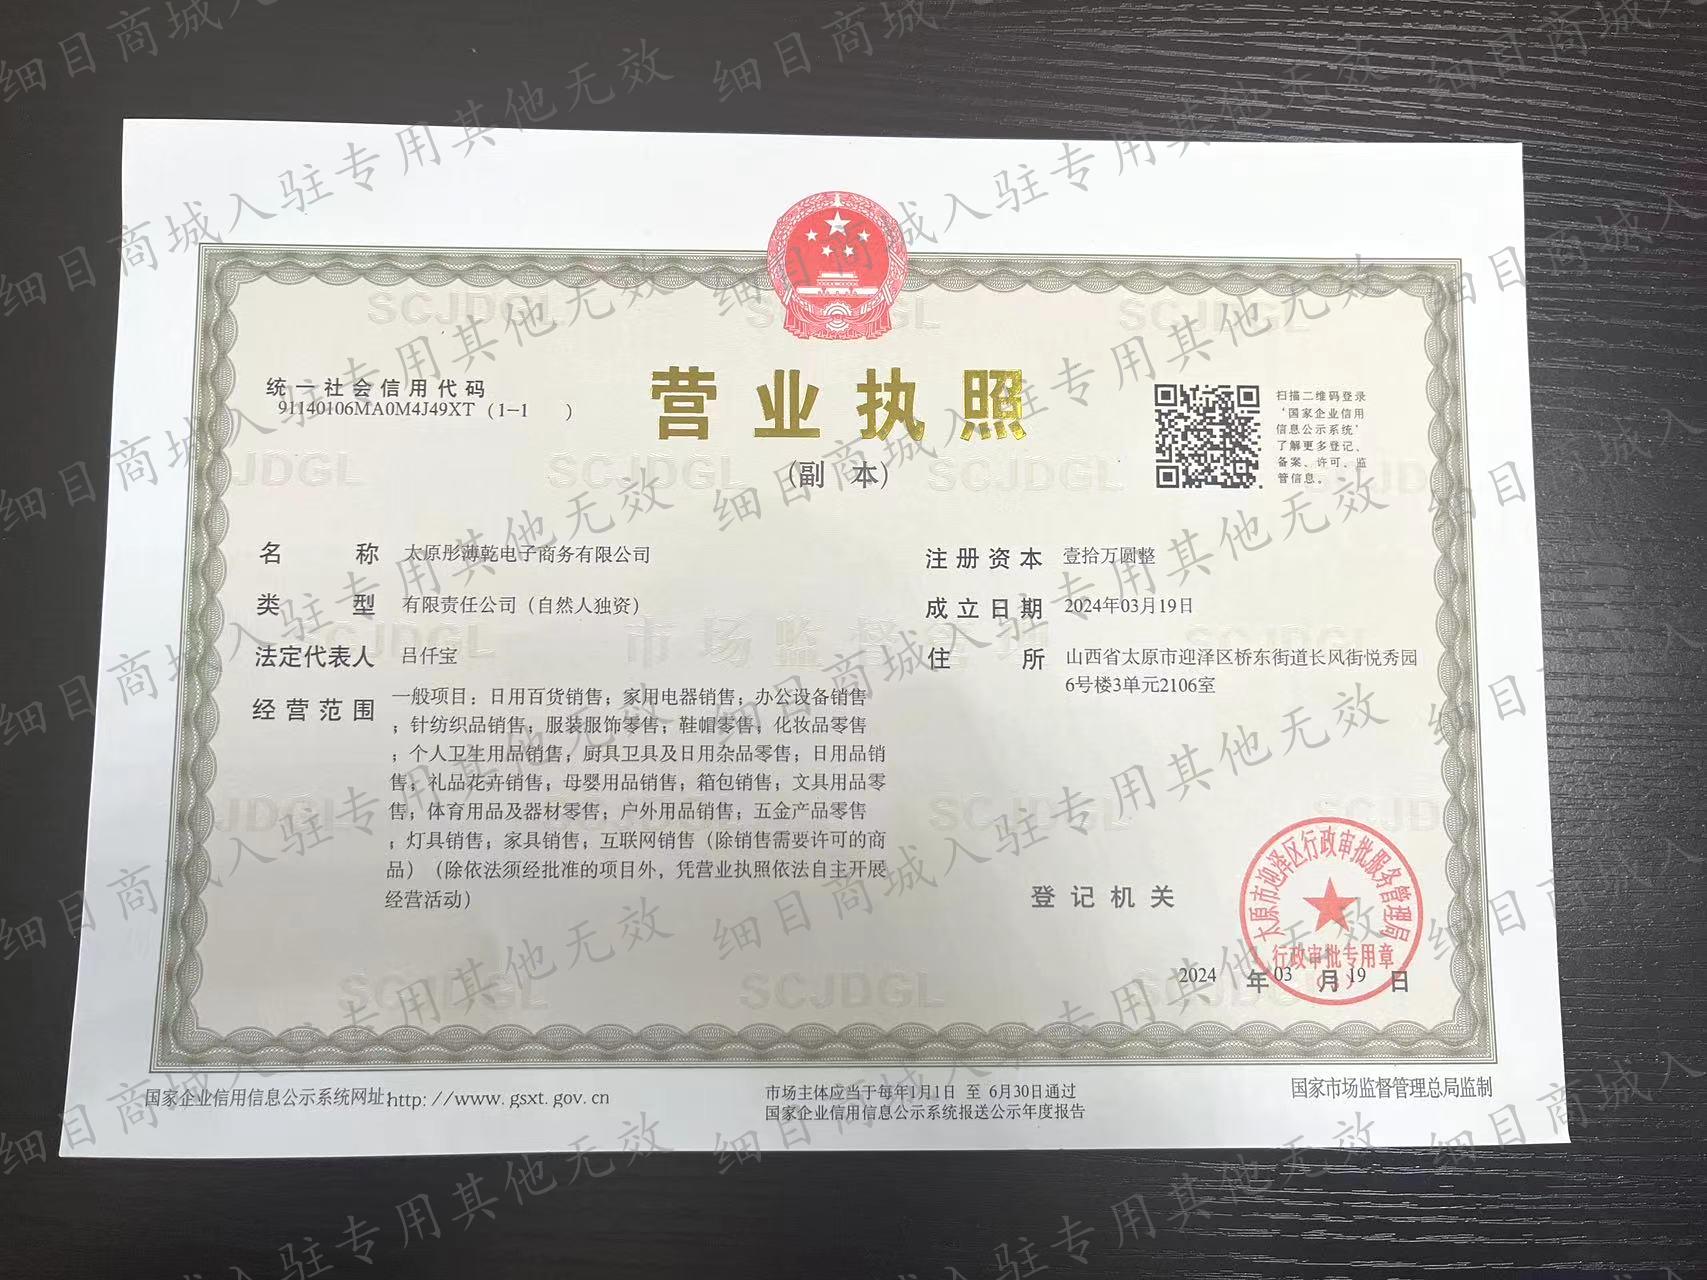 统一社会信用代码
91140106MA0M4J49XT（1-1　　）
营业执照
（副　本）
扫描二维码登录
‘国家企业信用
信息公示系统’
了解更多登记、
备案、许可、监
管信息。
名　　称　太原彤溥乾电子商务有限公司
类　　型　有限责任公司（自然人独资）
法定代表人　吕仟宝
经营范围　一般项目：日用百货销售；家用电器销售；办公设备销售
；针纺织品销售；服装服饰零售；鞋帽零售；化妆品零售
；个人卫生用品销售；厨具卫具及日用杂品零售；日用品销
售；礼品花卉销售；母婴用品销售；箱包销售；文具用品零
售；体育用品及器材零售；户外用品销售；五金产品零售
；灯具销售；家具销售；互联网销售（除销售需要许可的商
品）（除依法须经批准的项目外，凭营业执照依法自主开展
经营活动）
注册资本　壹拾万圆整
成立日期　2024年03月19日
住　　所　山西省太原市迎泽区桥东街道长风街悦秀园
6号楼3单元2106室
登记机关
太原市迎泽区行政审批服务管理局
行政审批专用章
2024　年 03　月 19　日
国家企业信用信息公示系统网址:http://www.gsxt.gov.cn
市场主体应当于每年1月1日 至 6月30日通过
国家企业信用信息公示系统报送公示年度报告
国家市场监督管理总局监制
SCJDGL
市场监督管理
细目商城入驻专用其他无效